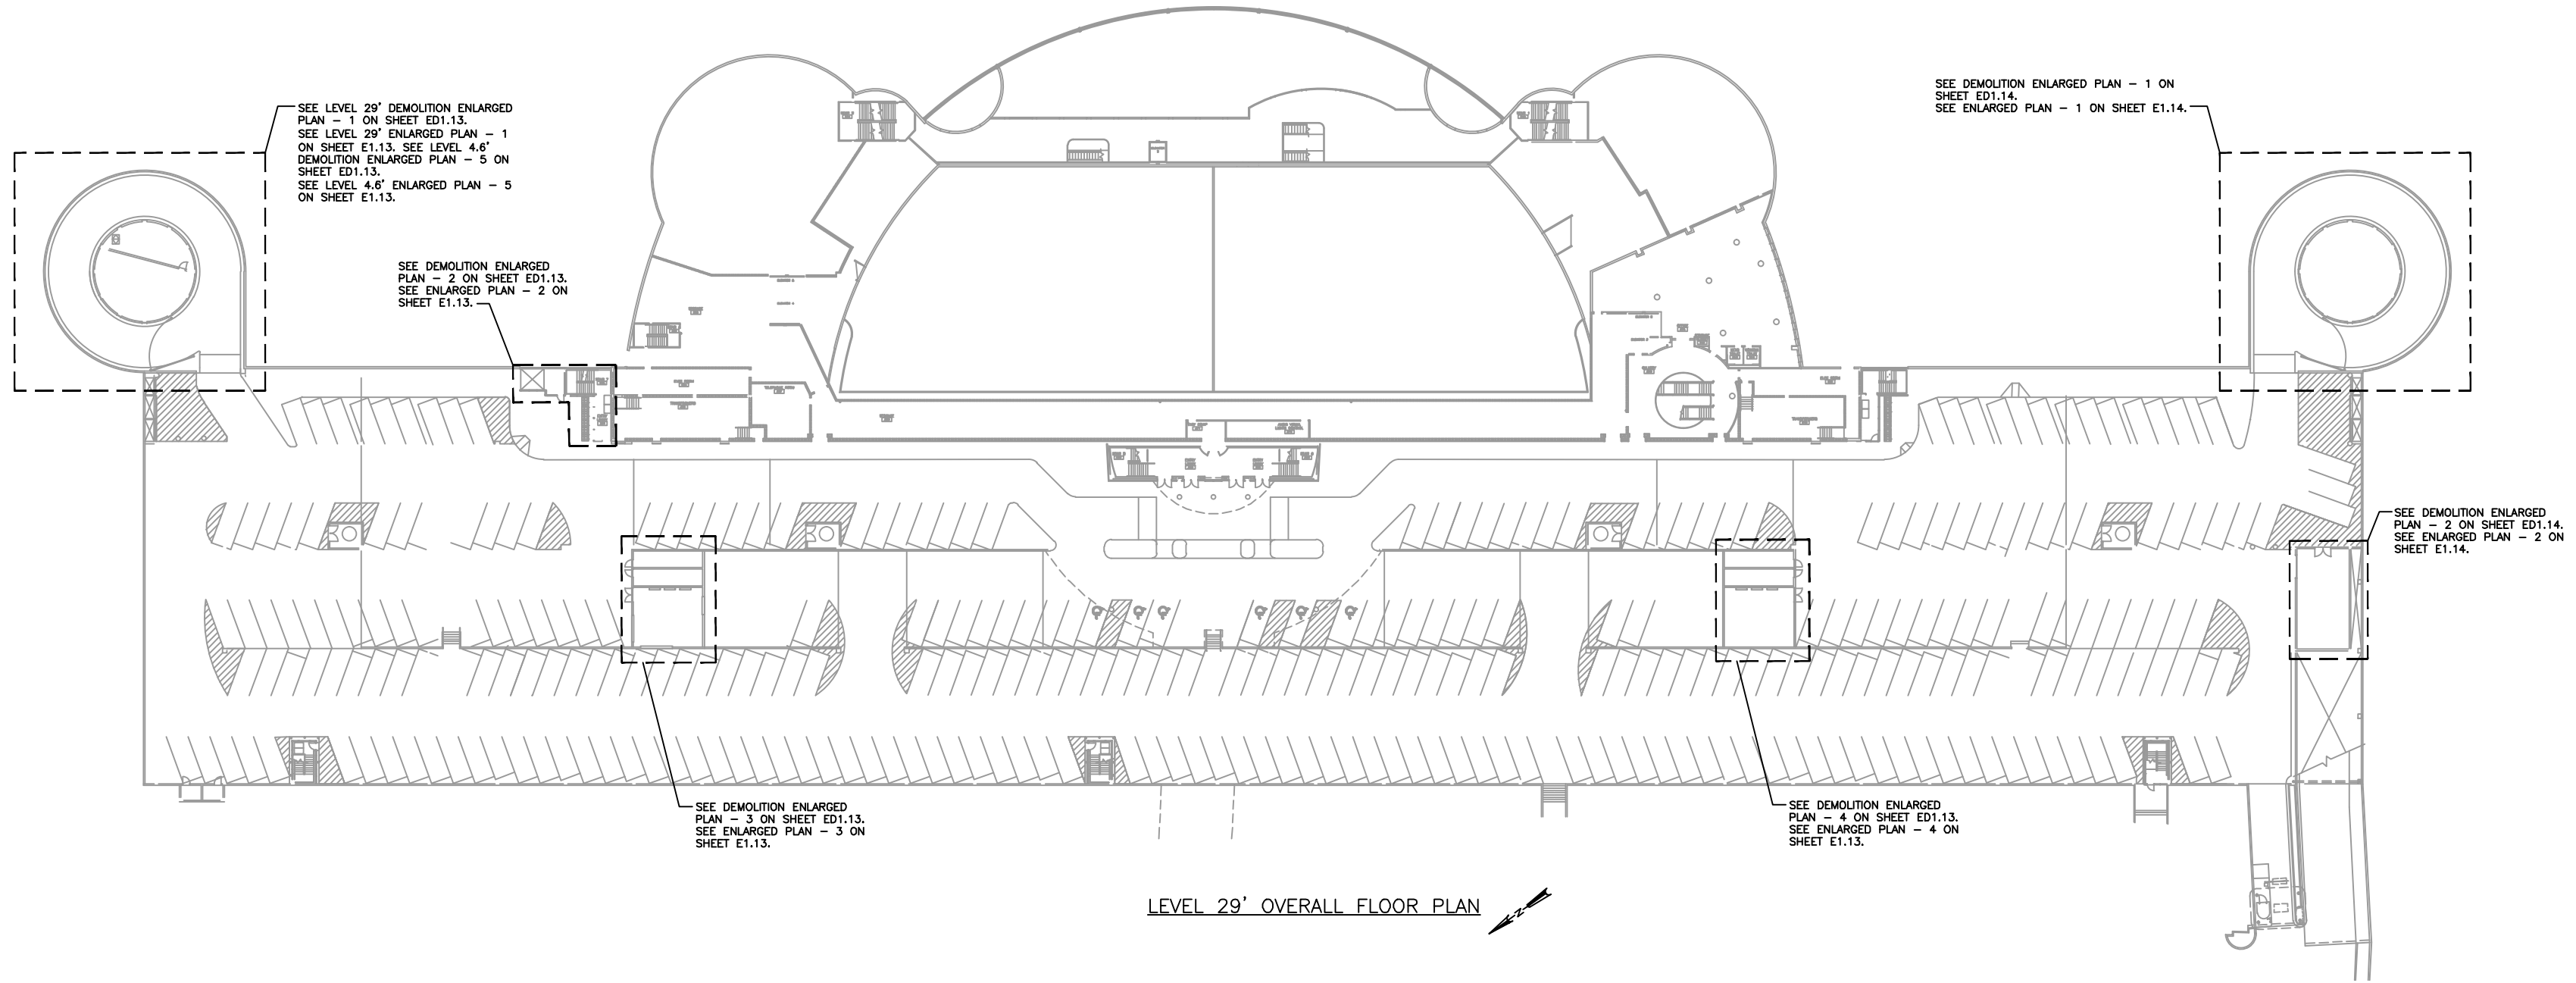 SEE LEVEL 29' DEMOLITION ENLARGED
PLAN - 1 ON SHEET ED1.13.
SEE LEVEL 29' ENLARGED PLAN - 1
ON SHEET E1.13. SEE LEVEL 4.6'
DEMOLITION ENLARGED PLAN - 5 ON
SHEET ED1.13.
SEE LEVEL 4.6' ENLARGED PLAN - 5
ON SHEET E1.13.
SEE DEMOLITION ENLARGED PLAN - 1 ON
SHEET ED1.14.
SEE ENLARGED PLAN - 1 ON SHEET E1.14.
SEE DEMOLITION ENLARGED
PLAN - 2 ON SHEET ED1.13.
SEE ENLARGED PLAN - 2 ON
SHEET E1.13.
SEE DEMOLITION ENLARGED
PLAN - 2 ON SHEET ED1.14.
SEE ENLARGED PLAN - 2 ON
SHEET E1.14.
SEE DEMOLITION ENLARGED
PLAN - 3 ON SHEET ED1.13.
SEE ENLARGED PLAN - 3 ON
SHEET E1.13.
SEE DEMOLITION ENLARGED
PLAN - 4 ON SHEET ED1.13.
SEE ENLARGED PLAN - 4 ON
SHEET E1.13.
LEVEL 29' OVERALL FLOOR PLAN
N